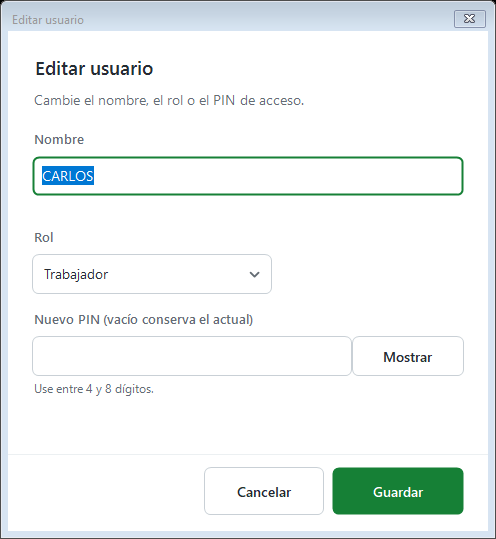 Editar usuario
Editar usuario
Cambie el nombre, el rol o el PIN de acceso.
Nombre
CARLOS
Rol
Trabajador
Nuevo PIN (vacío conserva el actual)
Mostrar
Use entre 4 y 8 dígitos.
Cancelar Guardar